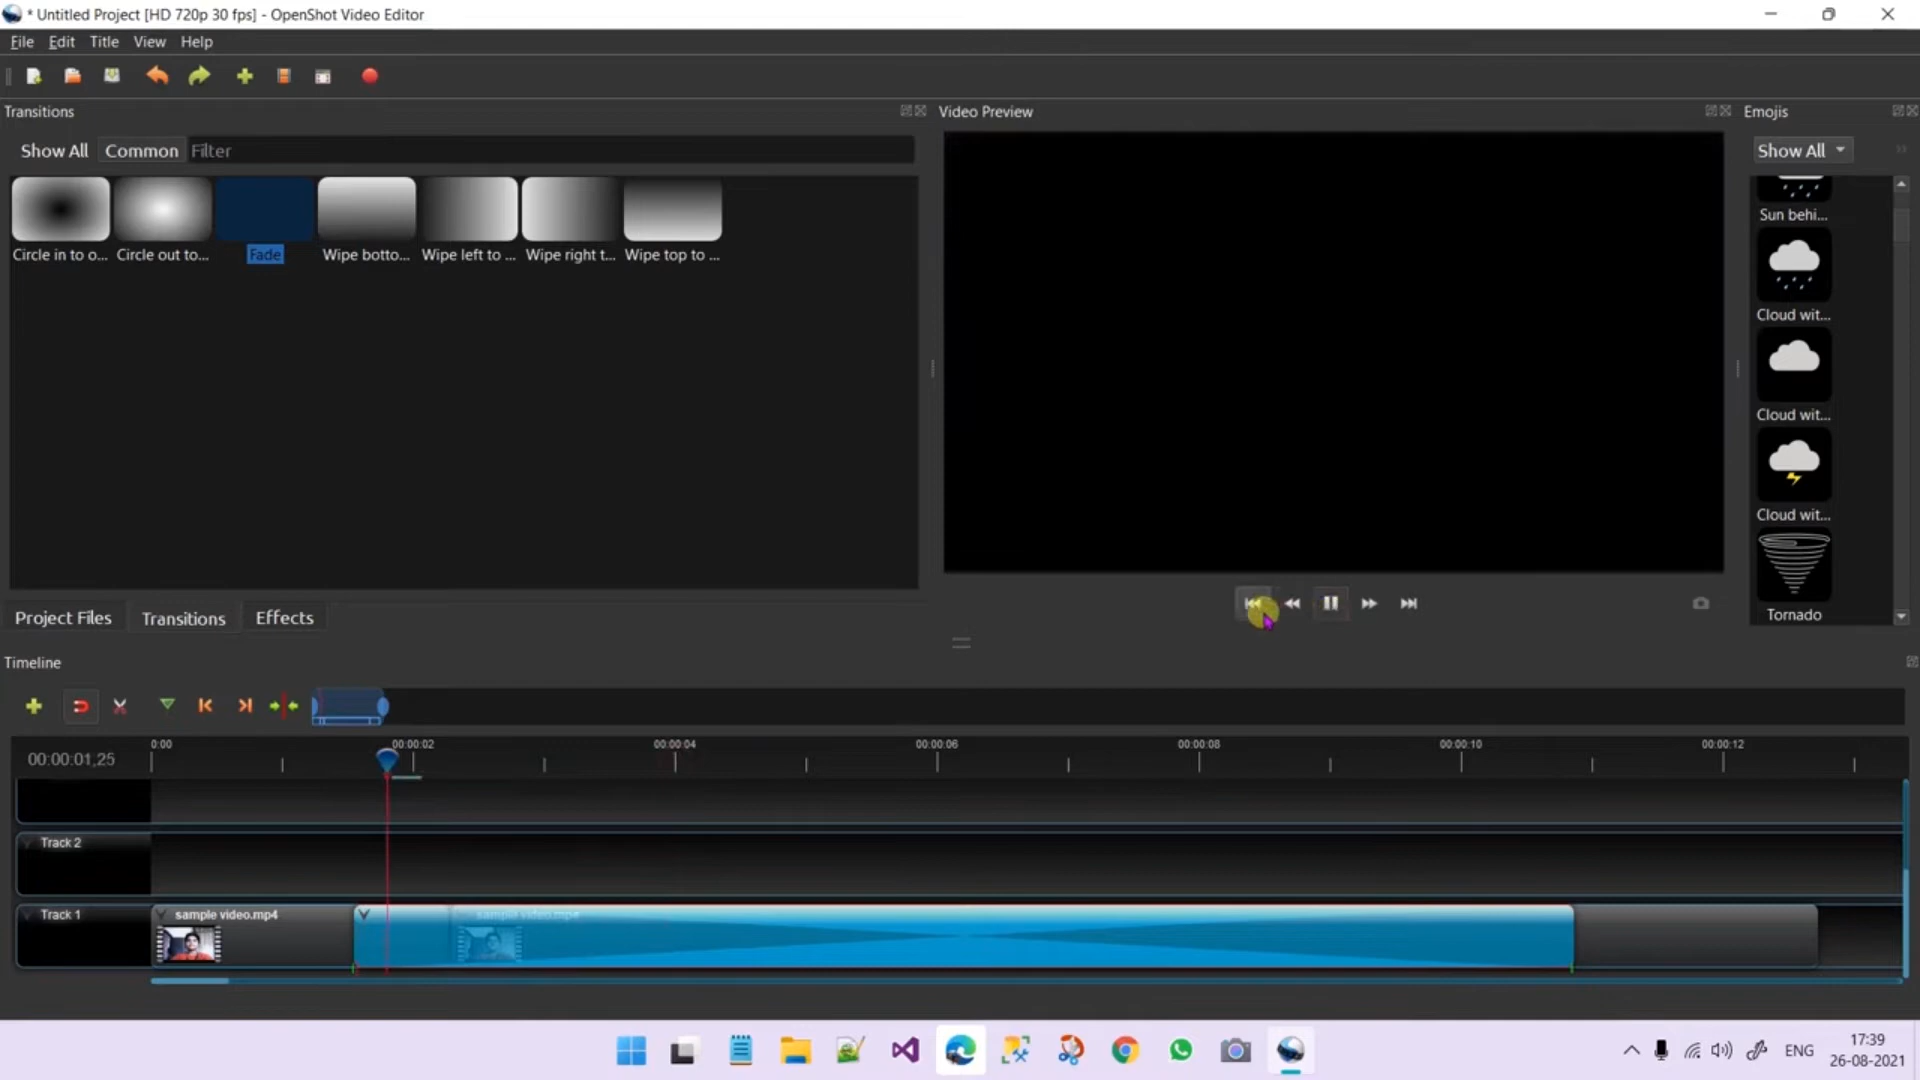 * Untitled Project [HD 720p 30 fps] - OpenShot Video Editor
File Edit Title View Help
Transitions
Video Preview
Emojis
Show All Common Filter
Show All
Circle in to o... Circle out to... Fade Wipe botto... Wipe left to ... Wipe right t... Wipe top to ...
Sun behi...
Cloud wit...
Cloud wit...
Cloud wit...
Tornado
Project Files Transitions Effects
Timeline
00:00:01,25
0:00 00:00:02 00:00:04 00:00:06 00:00:08 00:00:10 00:00:12
Track 2
Track 1
sample video.mp4
sample video.mp4
ENG
17:39
26-08-2021